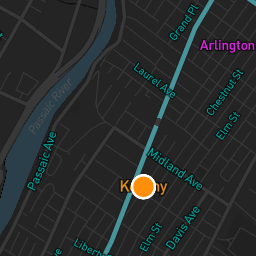 Grand Pl
Arlington
Laurel Ave
Chestnut St
Passaic River
Elm St
Passaic Ave
Midland Ave
Elm St
Davis Ave